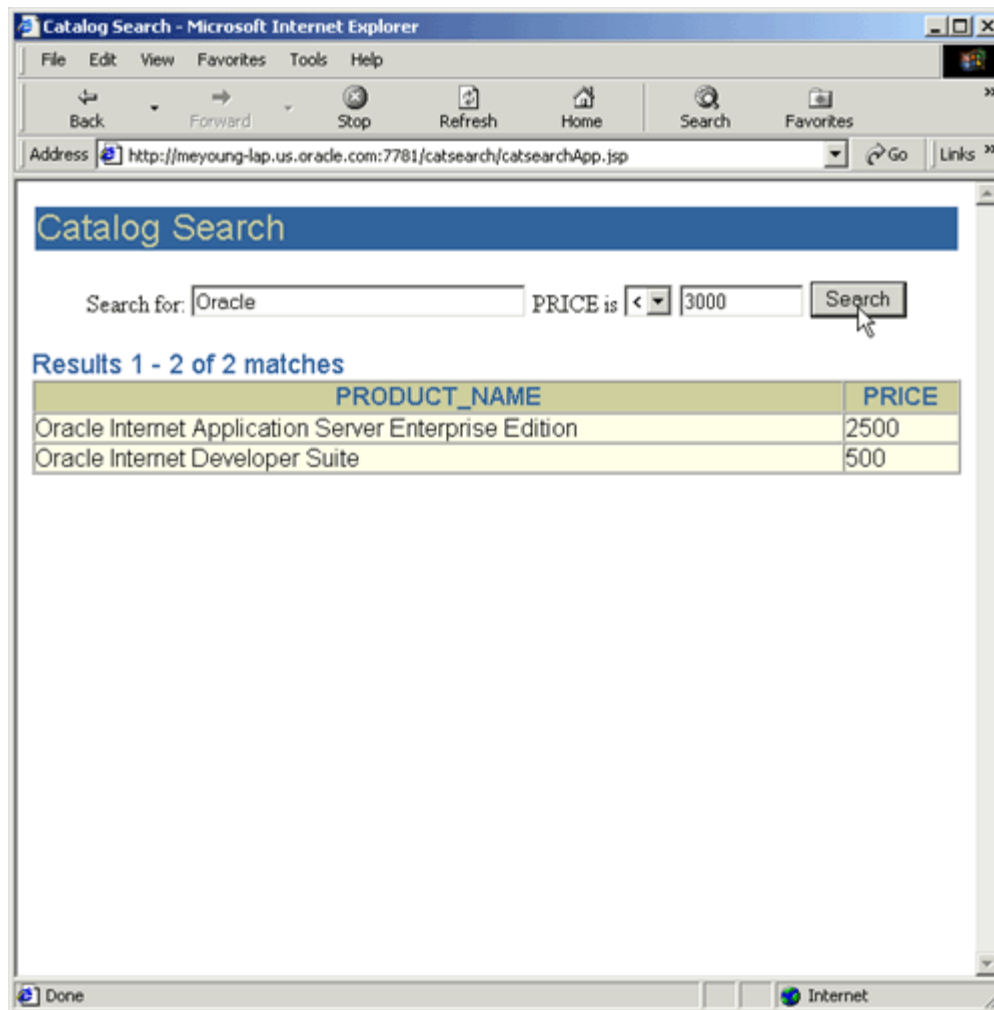 Catalog Search - Microsoft Internet Explorer
File Edit View Favorites Tools Help
Back Forward Stop Refresh Home Search Favorites »
Address http://meyoung-lap.us.oracle.com:7781/catsearch/catsearchApp.jsp Go Links »
Catalog Search
Search for: Oracle PRICE is < 3000 Search
Results 1 - 2 of 2 matches
PRODUCT_NAME PRICE
Oracle Internet Application Server Enterprise Edition 2500
Oracle Internet Developer Suite 500
Done Internet